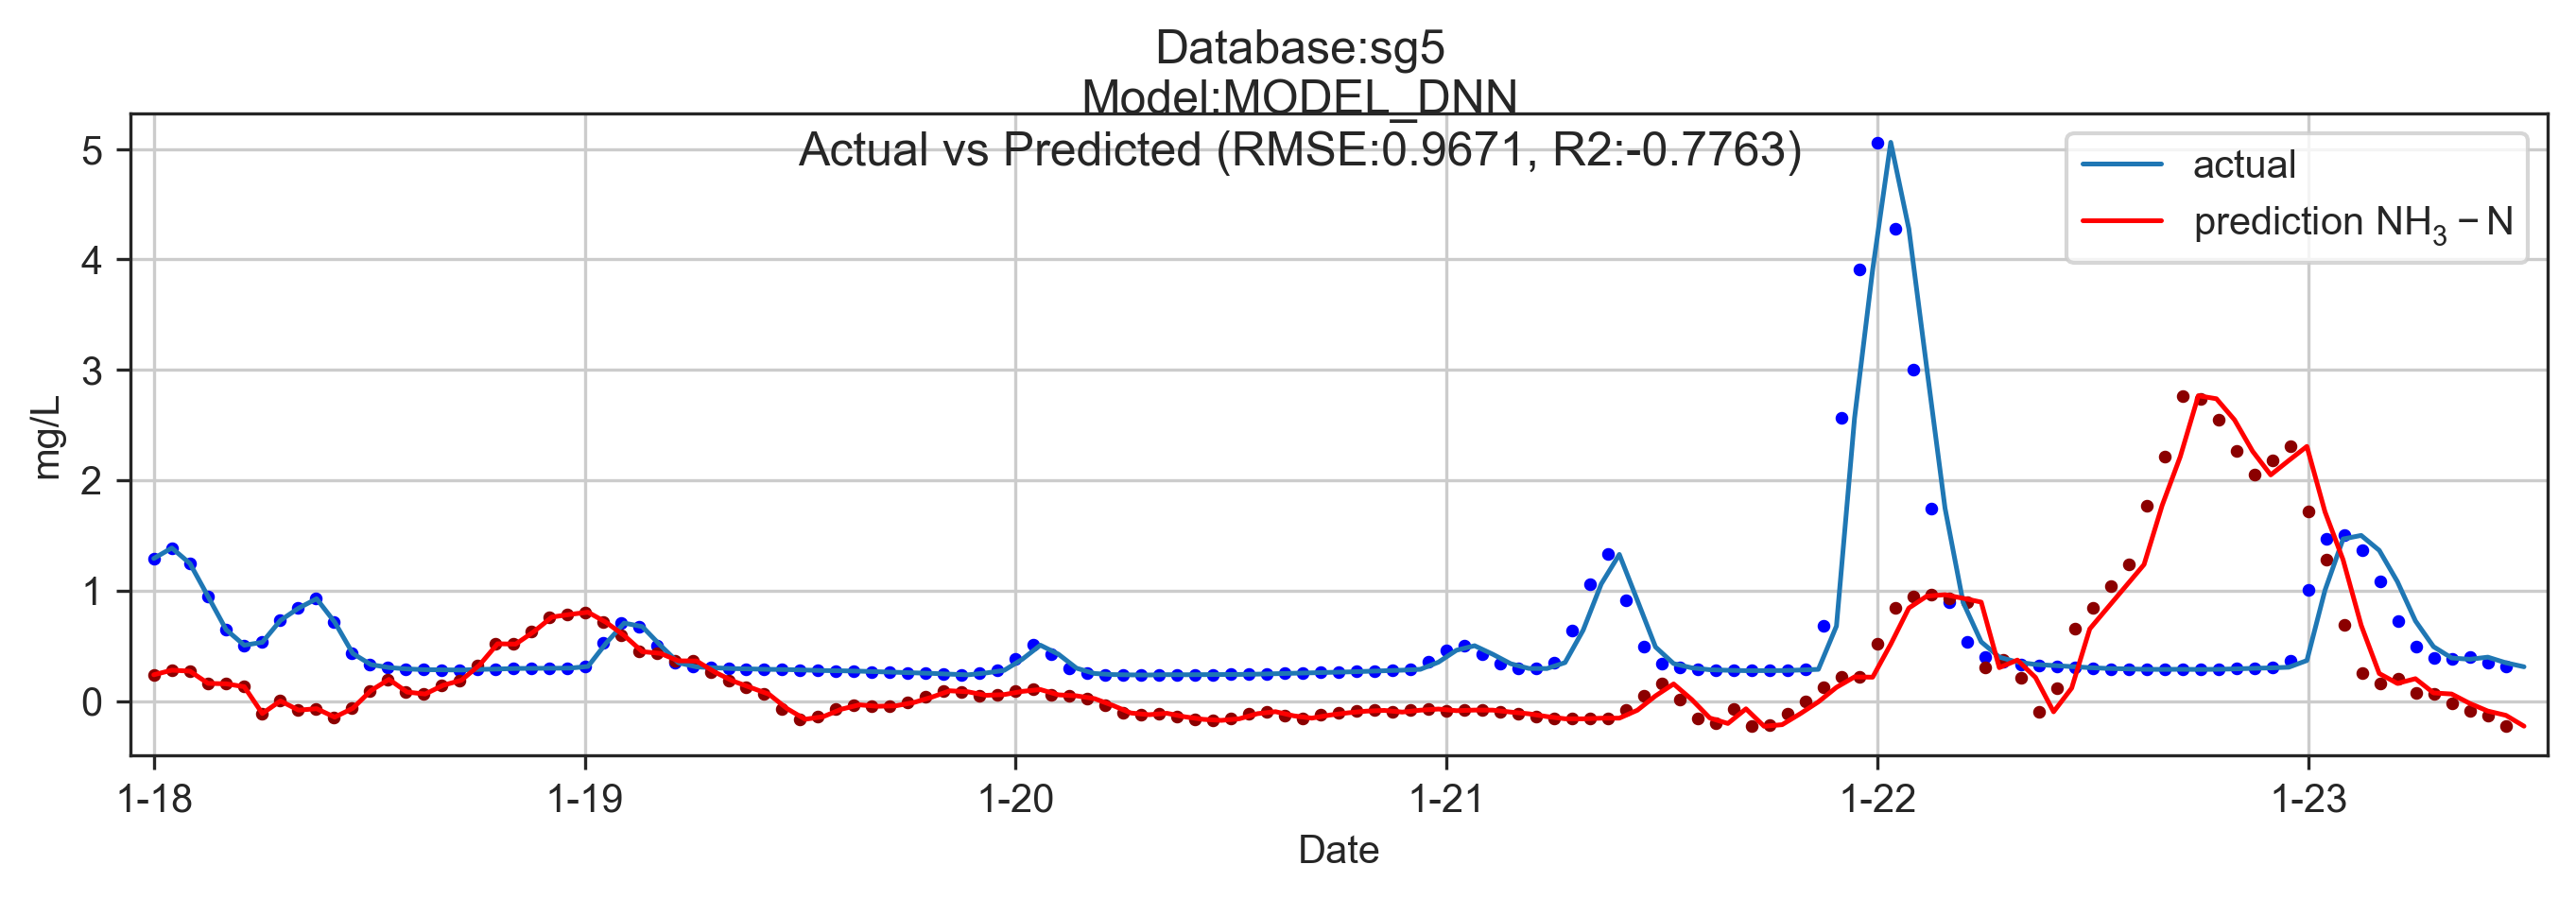 Database:sg5
Model:MODEL_DNN
Actual vs Predicted (RMSE:0.9671, R2:-0.7763)
actual
prediction NH₃ − N
mg/L
5
4
3
2
1
0
1-18 1-19 1-20 1-21 1-22 1-23
Date